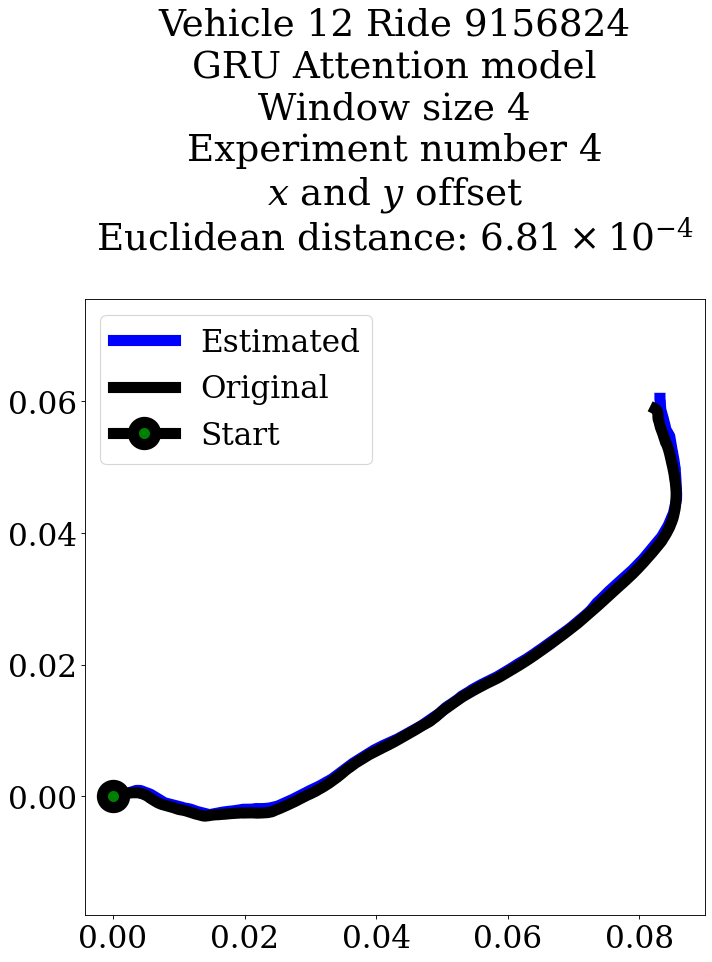 Vehicle 12 Ride 9156824
GRU Attention model
Window size 4
Experiment number 4
x and y offset
Euclidean distance: 6.81 × 10⁻⁴
Estimated
Original
Start
0.06
0.04
0.02
0.00
0.00 0.02 0.04 0.06 0.08